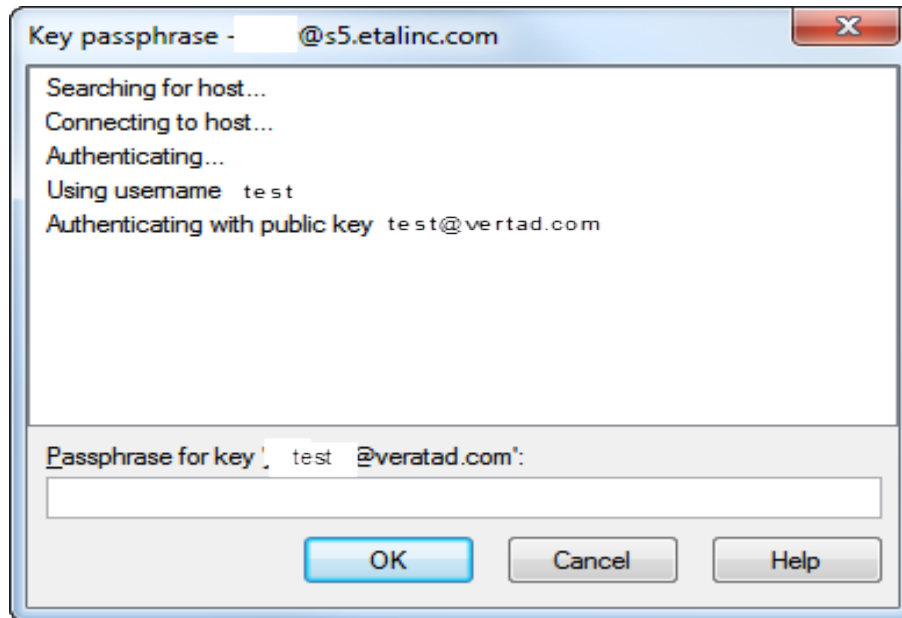 Key passphrase - @s5.etalinc.com
Searching for host...
Connecting to host...
Authenticating...
Using username test
Authenticating with public key test@vertad.com
Passphrase for key ' test @veratad.com':
OK Cancel Help